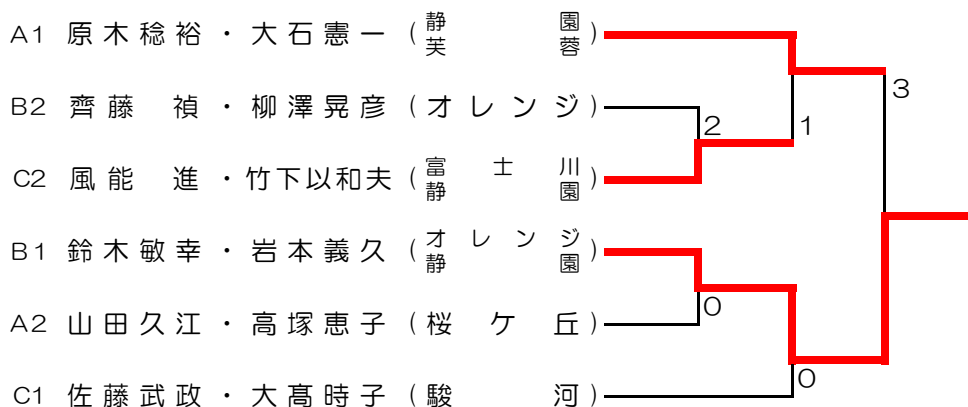 A1 原木稔裕・大石憲一（静園 芙蓉）
3
B2 齊藤 禎・柳澤晃彦（オレンジ）
2 1
C2 風能 進・竹下以和夫（富士川 静園）
B1 鈴木敏幸・岩本義久（オレンジ 静園）
A2 山田久江・高塚恵子（桜ケ丘）
0
0
C1 佐藤武政・大髙時子（駿河）